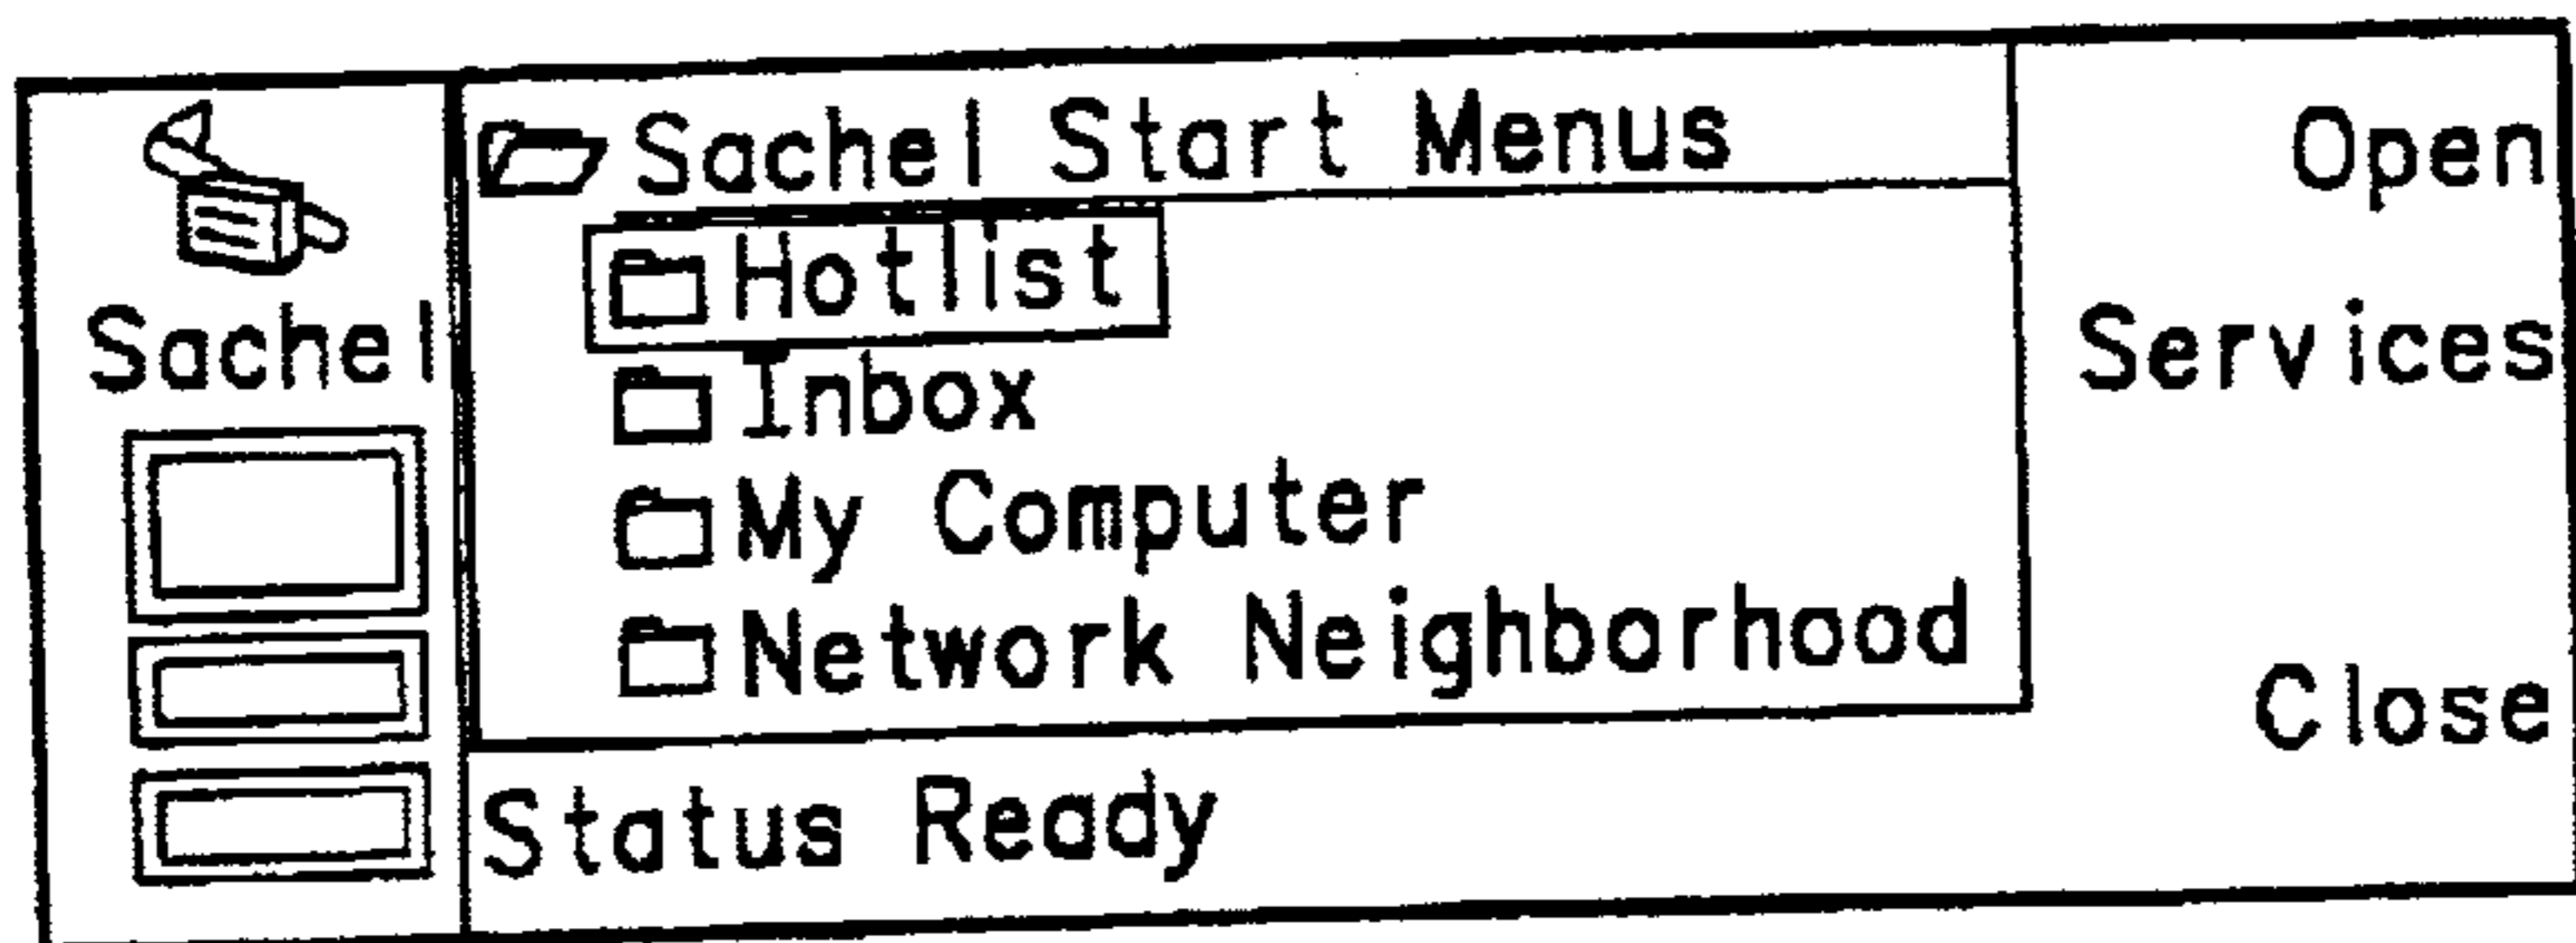 Sachel
Sachel Start Menus
Hotlist
Inbox
My Computer
Network Neighborhood
Status Ready
Open
Services
Close